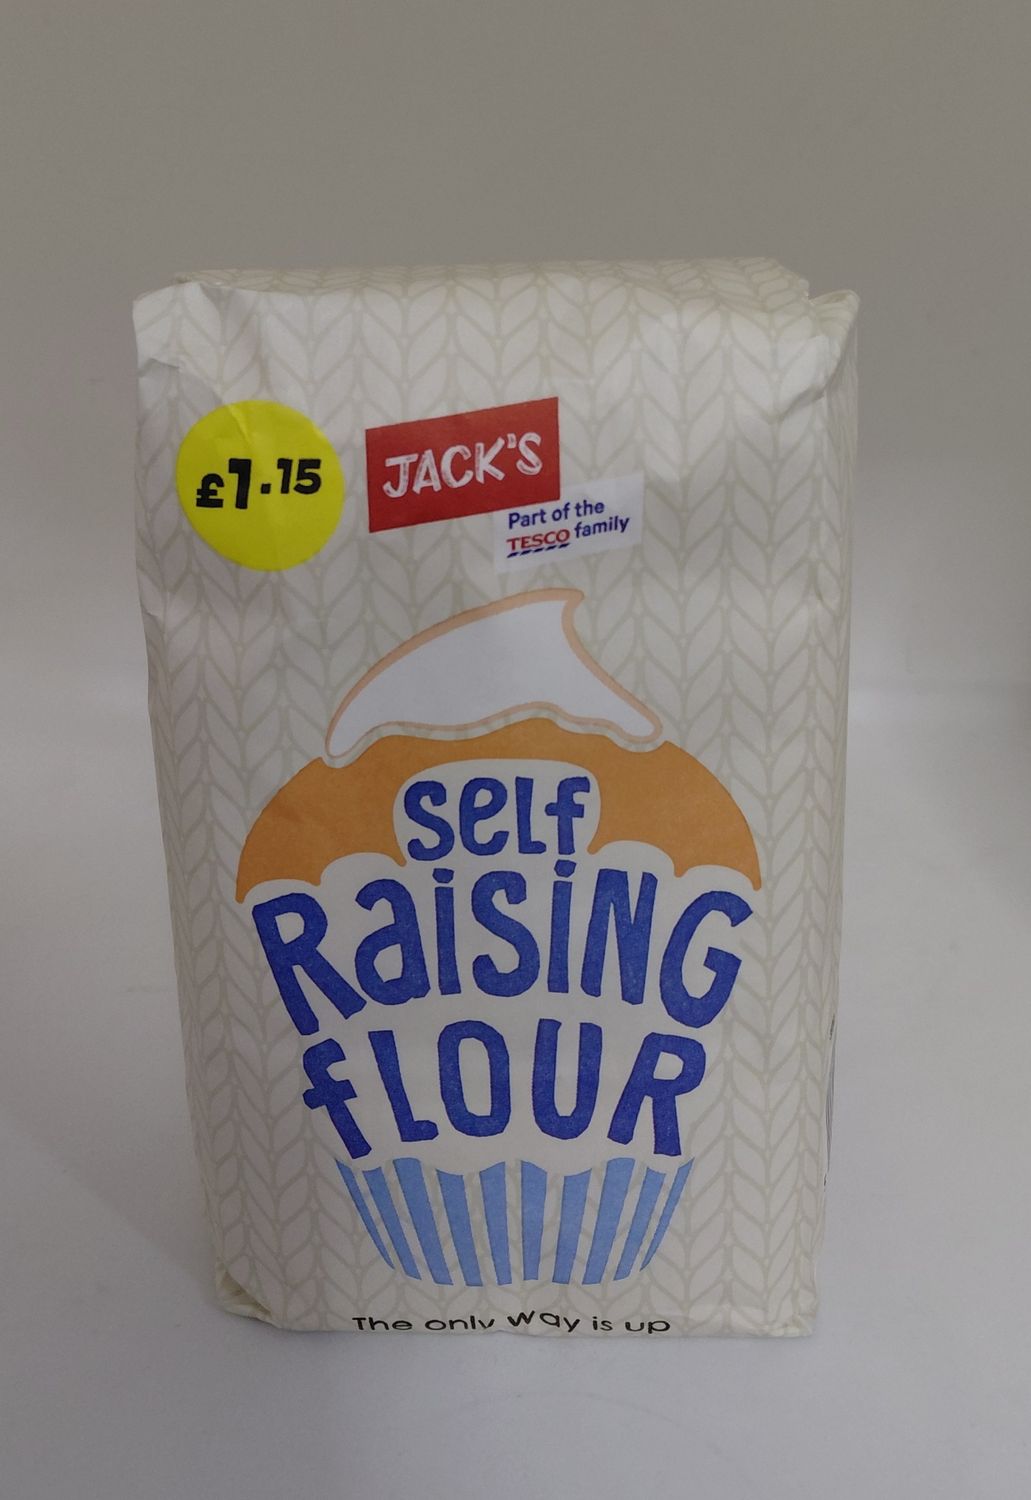 £1.15
JACK'S
Part of the
TESCO family
self
RaiSiNG
fLOUR
The only way is up